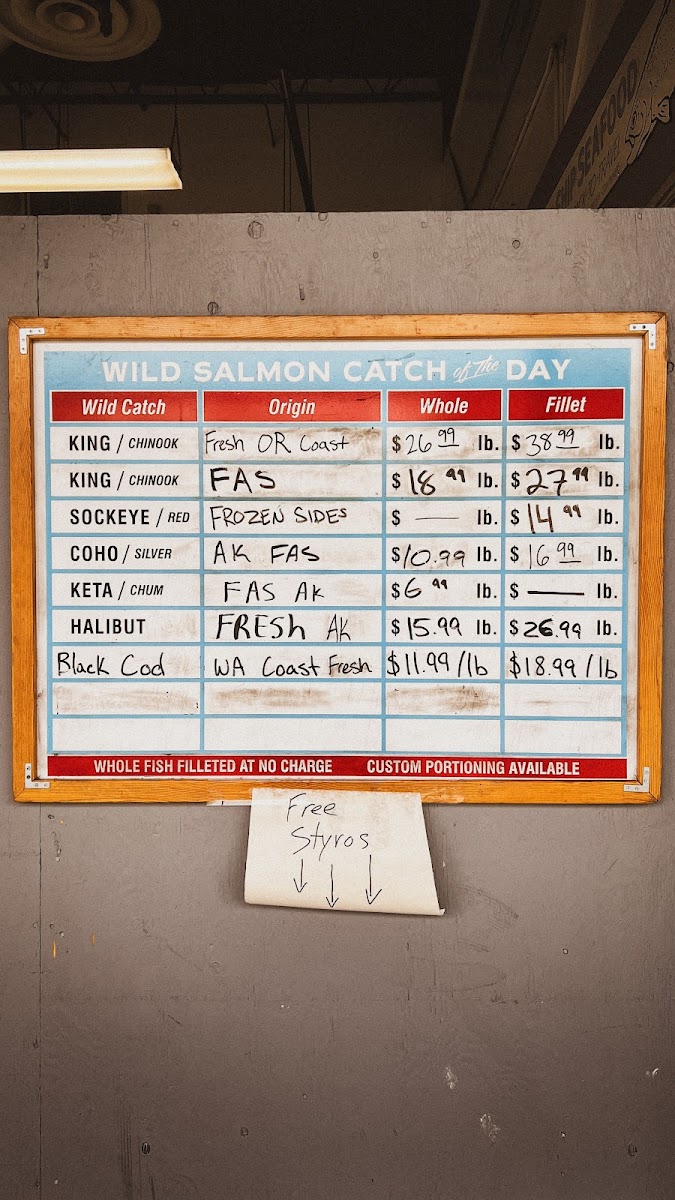 SHIP SEAFOOD
TO TRAVEL
WILD SALMON CATCH of the DAY
Wild Catch Origin Whole Fillet
KING / CHINOOK Fresh OR Coast $26 99 lb. $38 99 lb.
KING / CHINOOK FAS $18 99 lb. $27 99 lb.
SOCKEYE / RED FROZEN SIDES $ — lb. $14 99 lb.
COHO / SILVER AK FAS $10.99 lb. $16 99 lb.
KETA / CHUM FAS AK $6 99 lb. $ — lb.
HALIBUT FRESH AK $15.99 lb. $26.99 lb.
Black Cod WA Coast Fresh $11.99 /lb $18.99 /lb
WHOLE FISH FILLETED AT NO CHARGE CUSTOM PORTIONING AVAILABLE
Free
Styros